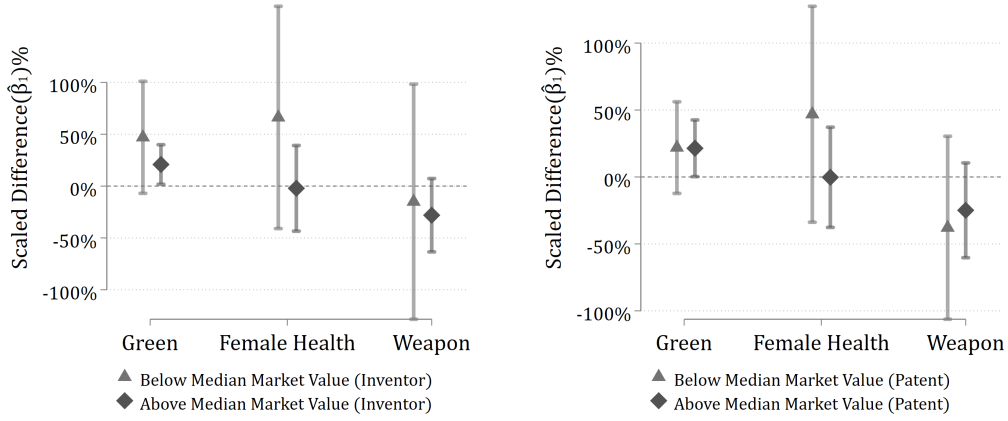 Scaled Difference(β̂₁)%
100%
50%
0%
-50%
-100%
Green Female Health Weapon
Below Median Market Value (Inventor)
Above Median Market Value (Inventor)
Scaled Difference(β̂₁)%
100%
50%
0%
-50%
-100%
Green Female Health Weapon
Below Median Market Value (Patent)
Above Median Market Value (Patent)